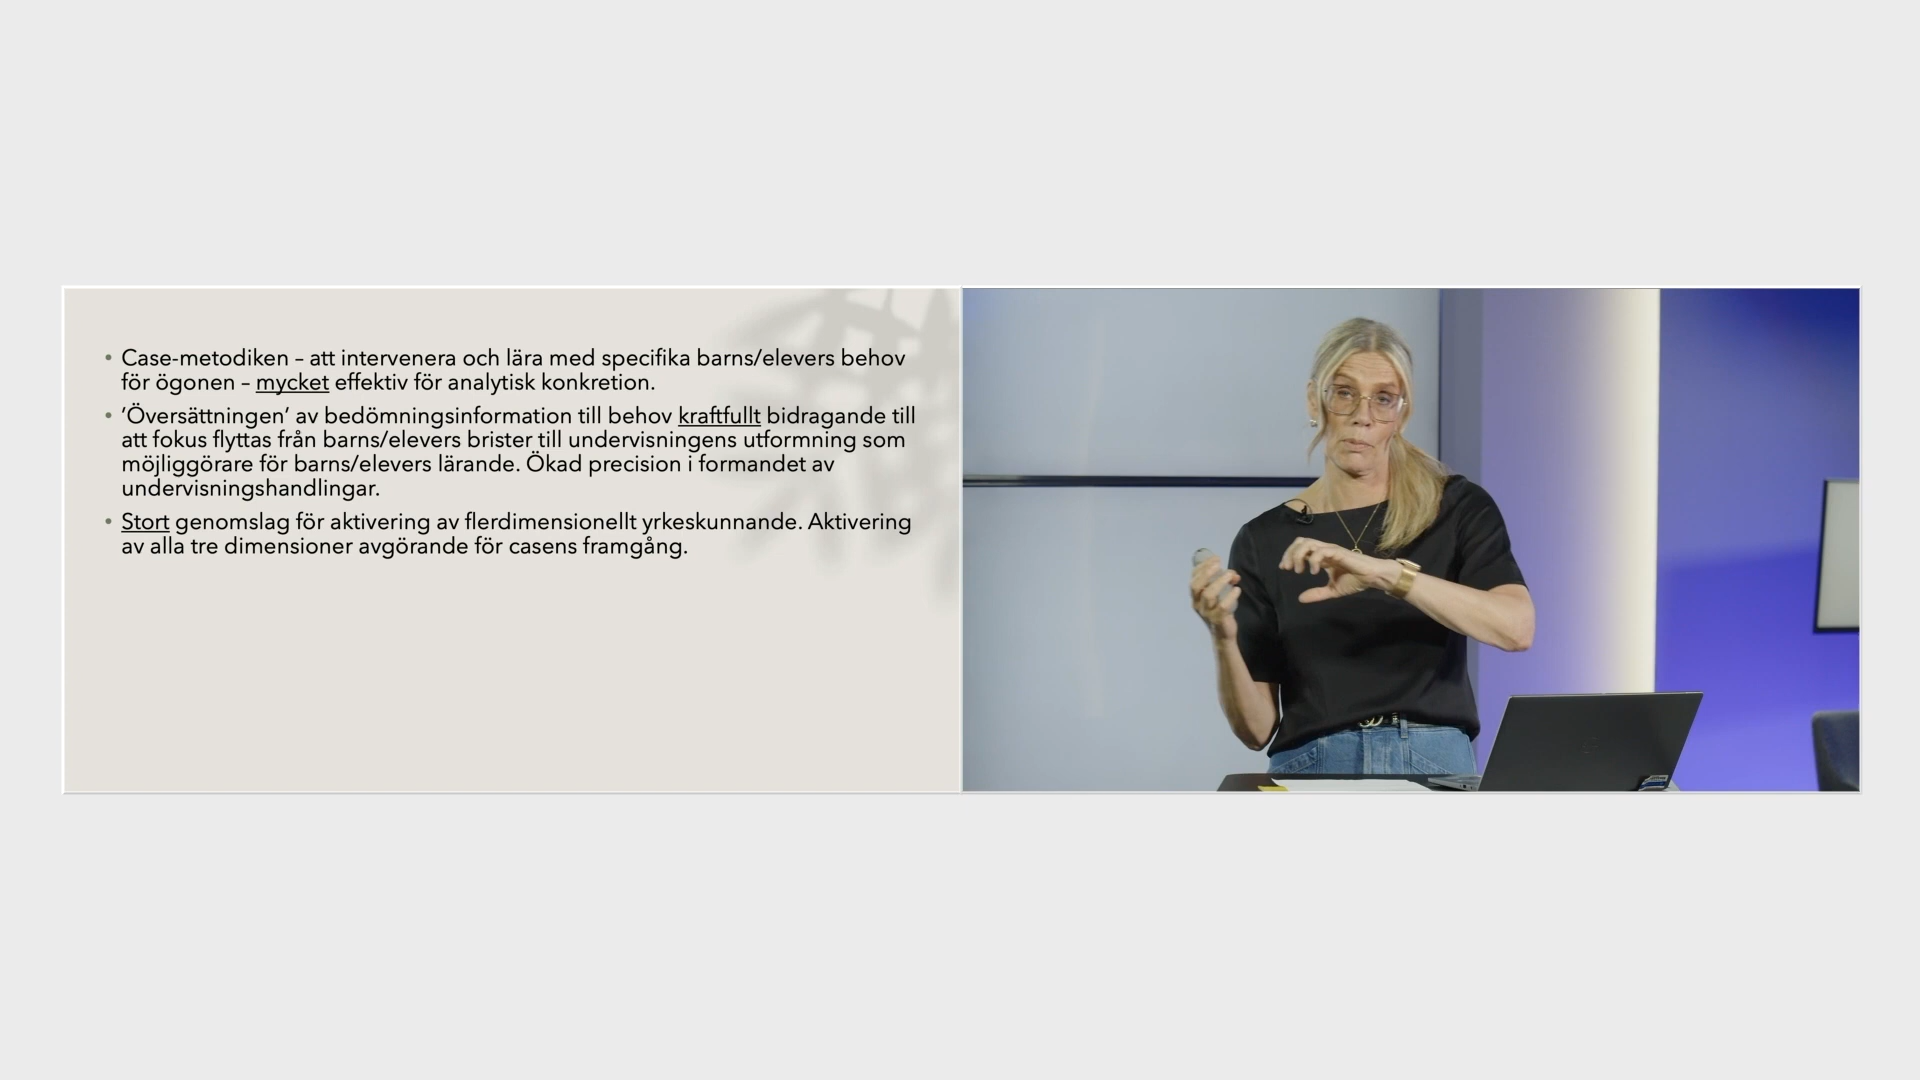 • Case-metodiken – att intervenera och lära med specifika barns/elevers behov
för ögonen – mycket effektiv för analytisk konkretion.
• ’Översättningen’ av bedömningsinformation till behov kraftfullt bidragande till
att fokus flyttas från barns/elevers brister till undervisningens utformning som
möjliggörare för barns/elevers lärande. Ökad precision i formandet av
undervisningshandlingar.
• Stort genomslag för aktivering av flerdimensionellt yrkeskunnande. Aktivering
av alla tre dimensioner avgörande för casens framgång.